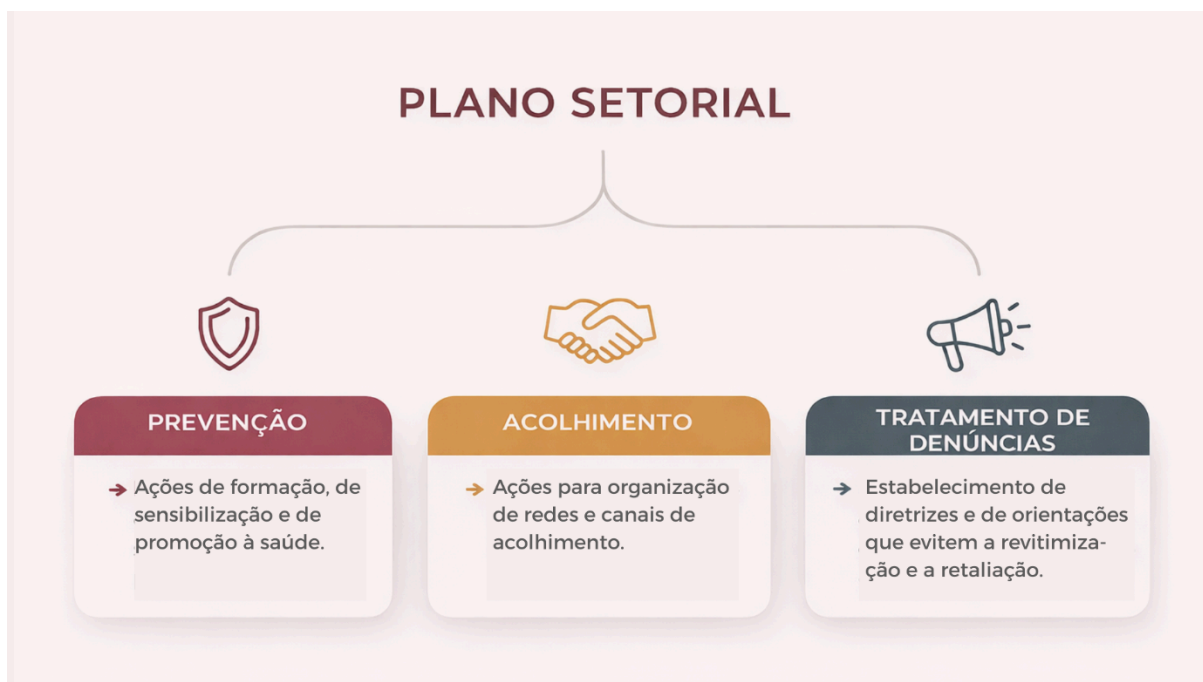 PLANO SETORIAL
PREVENÇÃO
Ações de formação, de
sensibilização e de
promoção à saúde.
ACOLHIMENTO
Ações para organização
de redes e canais de
acolhimento.
TRATAMENTO DE
DENÚNCIAS
Estabelecimento de
diretrizes e de orientações
que evitem a revitimiza-
ção e a retaliação.